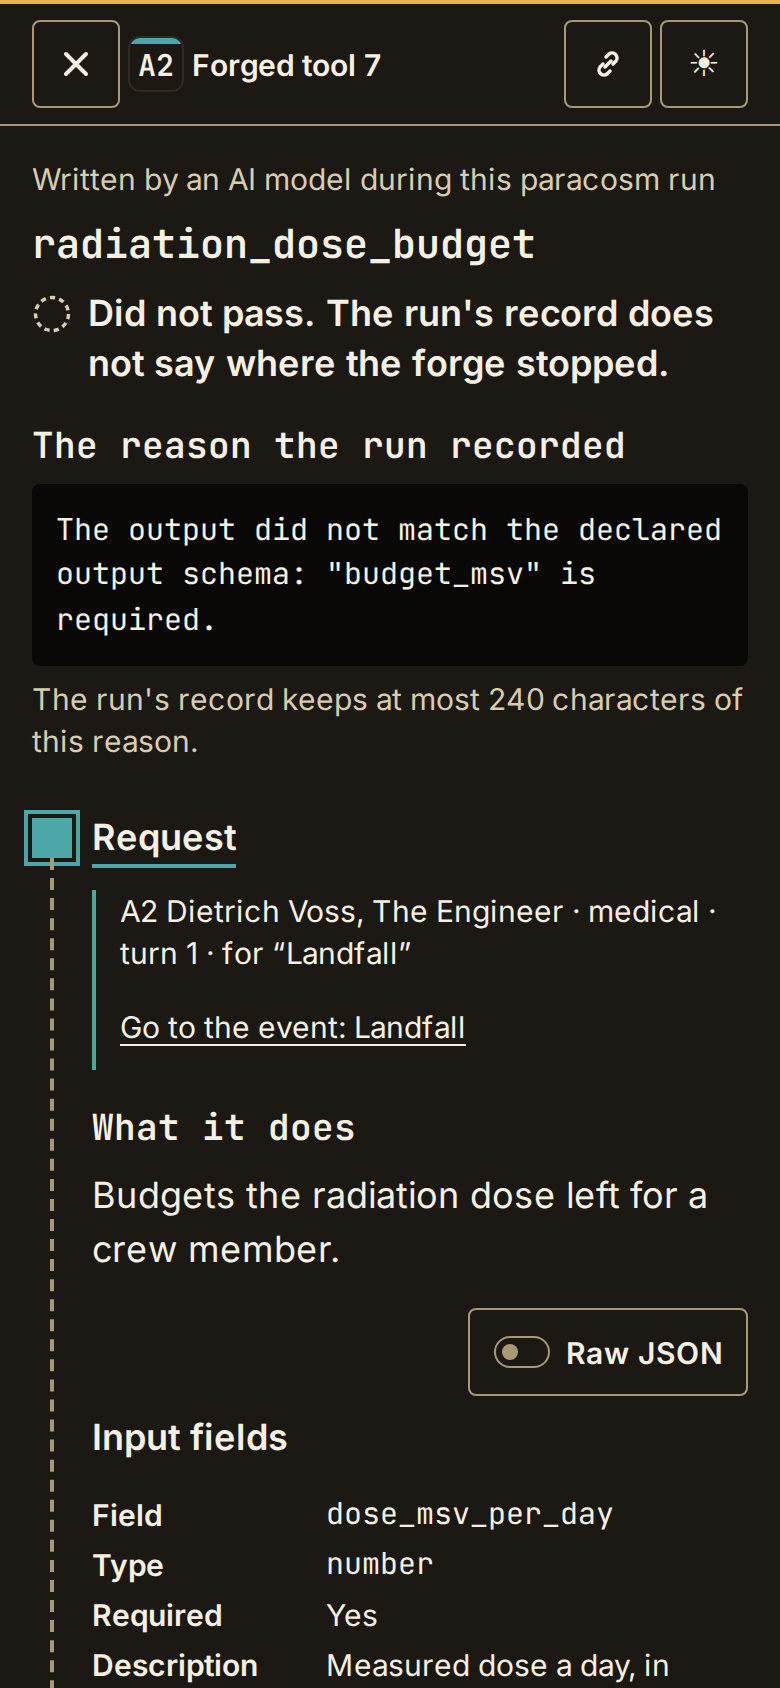 A2 Forged tool 7
Written by an AI model during this paracosm run
radiation_dose_budget
Did not pass. The run's record does
not say where the forge stopped.
The reason the run recorded
The output did not match the declared
output schema: "budget_msv" is
required.
The run's record keeps at most 240 characters of
this reason.
Request
A2 Dietrich Voss, The Engineer · medical ·
turn 1 · for “Landfall”
Go to the event: Landfall
What it does
Budgets the radiation dose left for a
crew member.
Raw JSON
Input fields
Field dose_msv_per_day
Type number
Required Yes
Description Measured dose a day, in